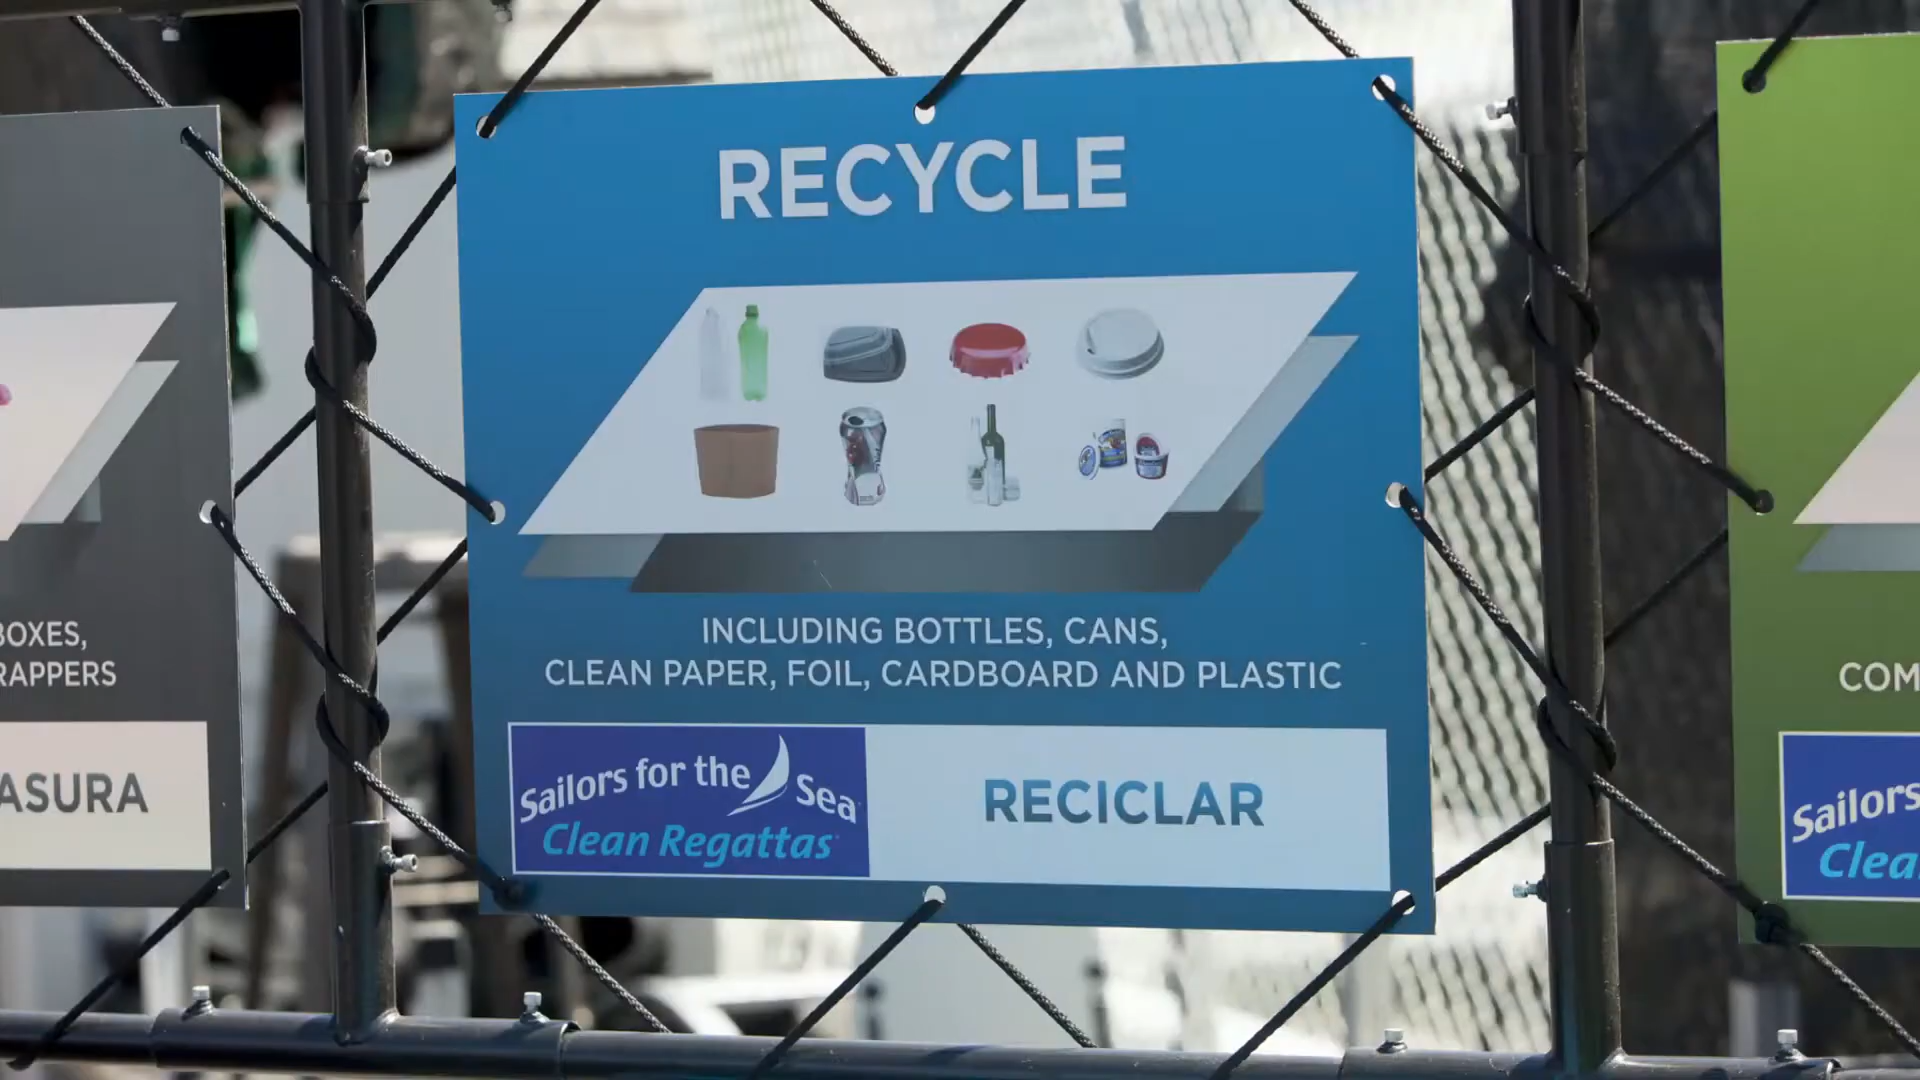 RECYCLE
INCLUDING BOTTLES, CANS,
CLEAN PAPER, FOIL, CARDBOARD AND PLASTIC
Sailors for the Sea
Clean Regattas
RECICLAR
BOXES,
RAPPERS
ASURA
COM
Sailors
Clea